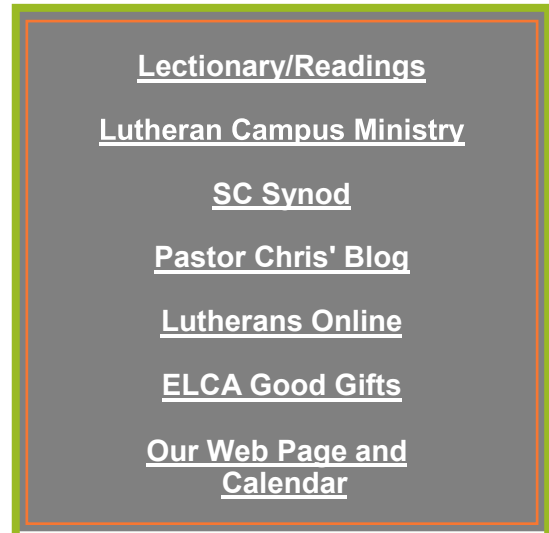 Lectionary/Readings
Lutheran Campus Ministry
SC Synod
Pastor Chris' Blog
Lutherans Online
ELCA Good Gifts
Our Web Page and
Calendar